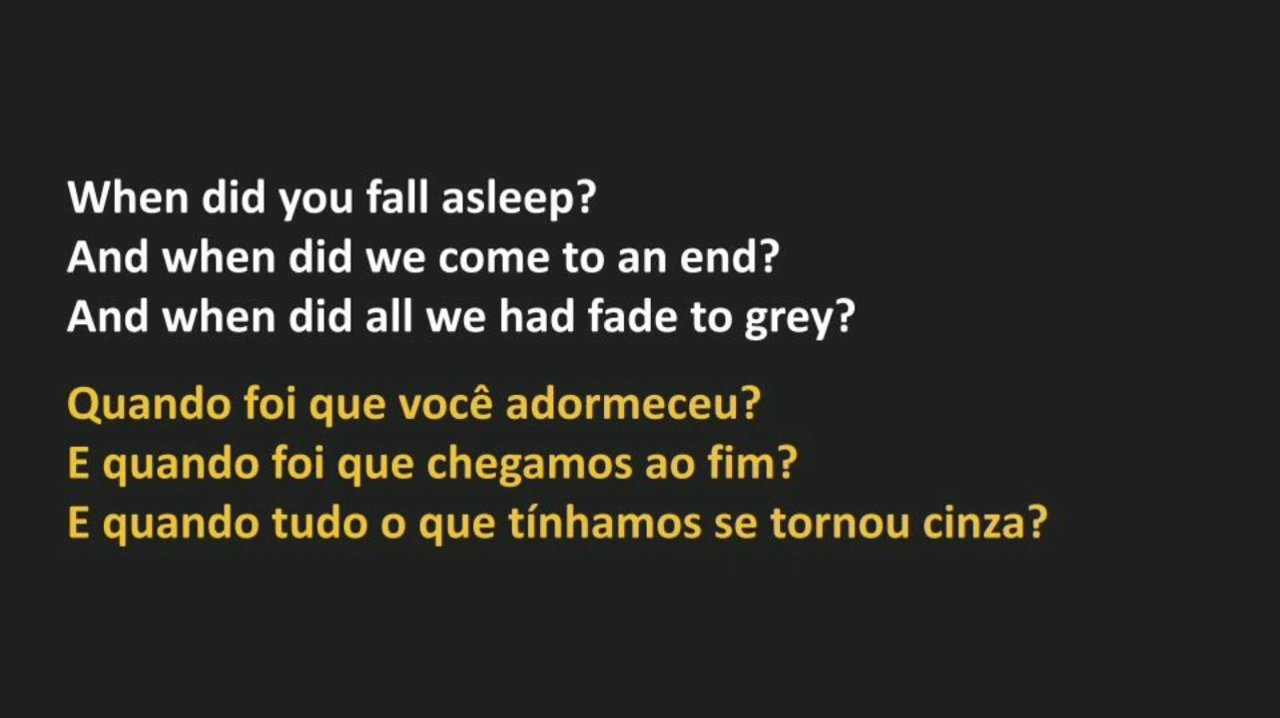 When did you fall asleep?
And when did we come to an end?
And when did all we had fade to grey?
Quando foi que você adormeceu?
E quando foi que chegamos ao fim?
E quando tudo o que tínhamos se tornou cinza?